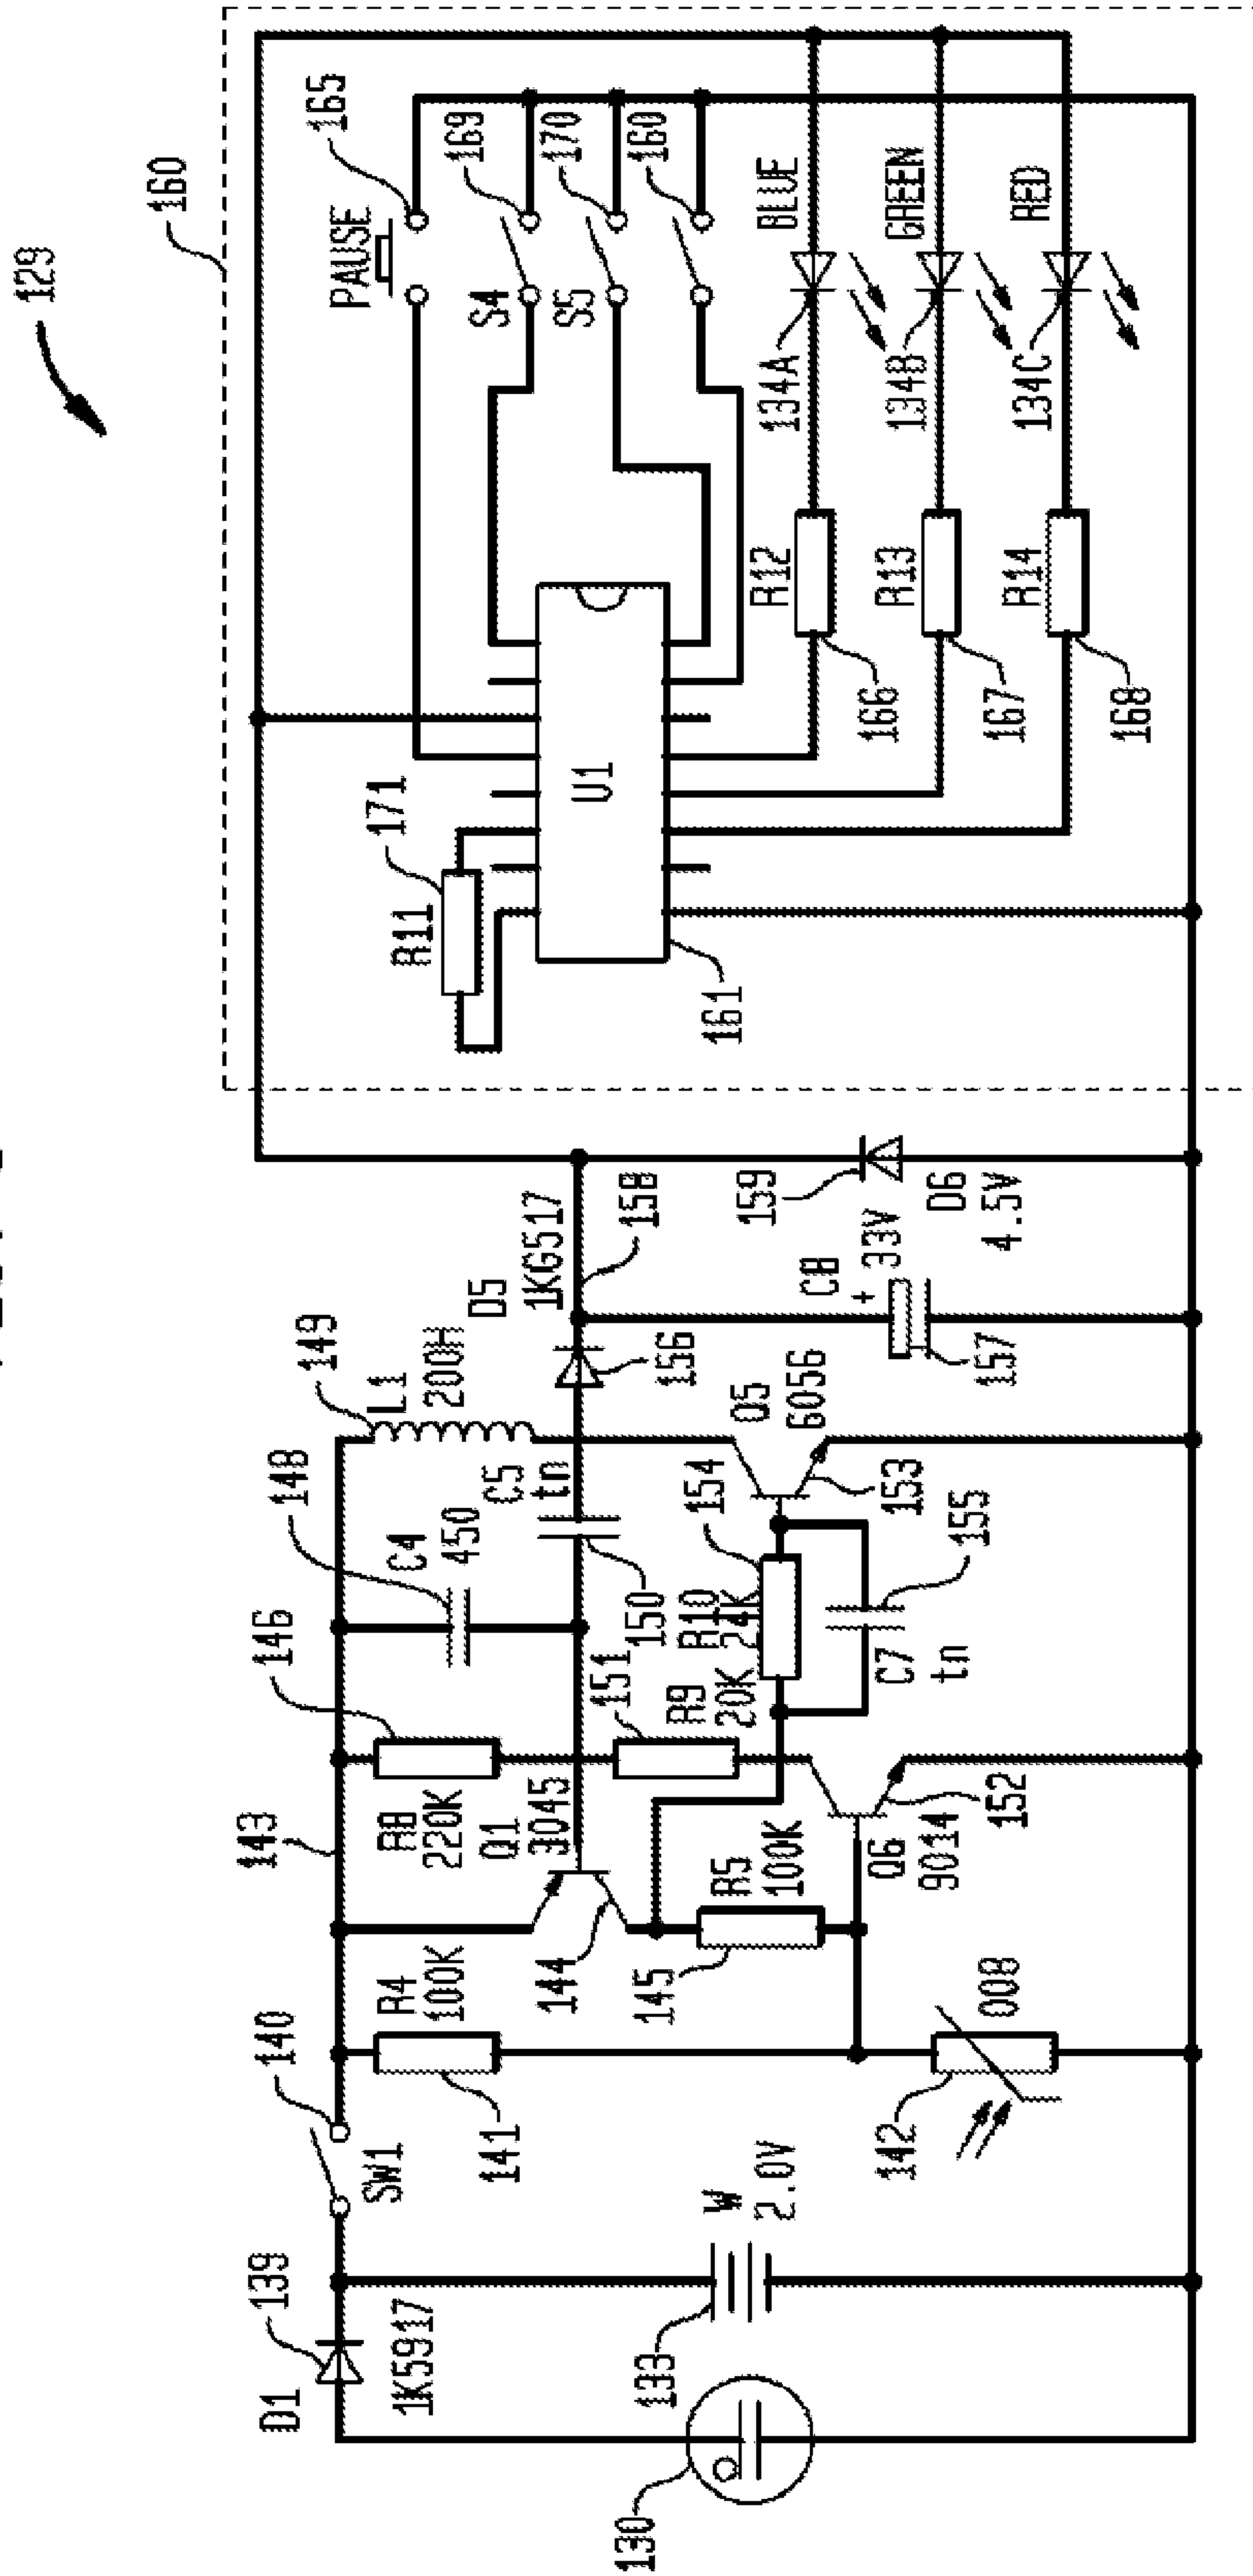 129
160
D1
139
1K5917
130
133
W
2.0V
SW1
140
R4
100K
141
142
008
143
144
Q1
3045
145
R5
100K
R8
220K
146
151
R9
20K
Q6
9014
152
C4
450
148
150
C5
tn
R10
24K
154
C7
tn
155
L1
200H
149
Q5
6056
153
D5
1KG517
156
158
C8
+
33V
157
159
D6
4.5V
R11
171
U1
161
PAUSE
165
S4
169
S5
170
160
R12
166
134A
BLUE
R13
167
134B
GREEN
R14
168
134C
RED